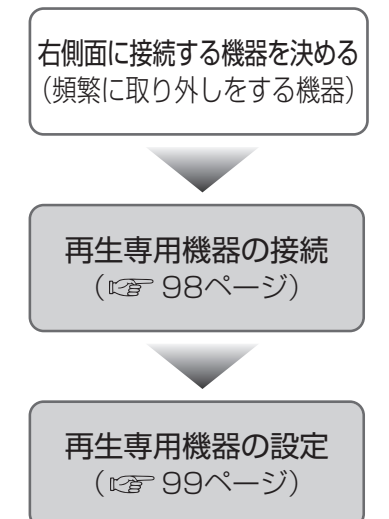 右側面に接続する機器を決める
（頻繁に取り外しをする機器）
再生専用機器の接続
（☞ 98ページ）
再生専用機器の設定
（☞ 99ページ）